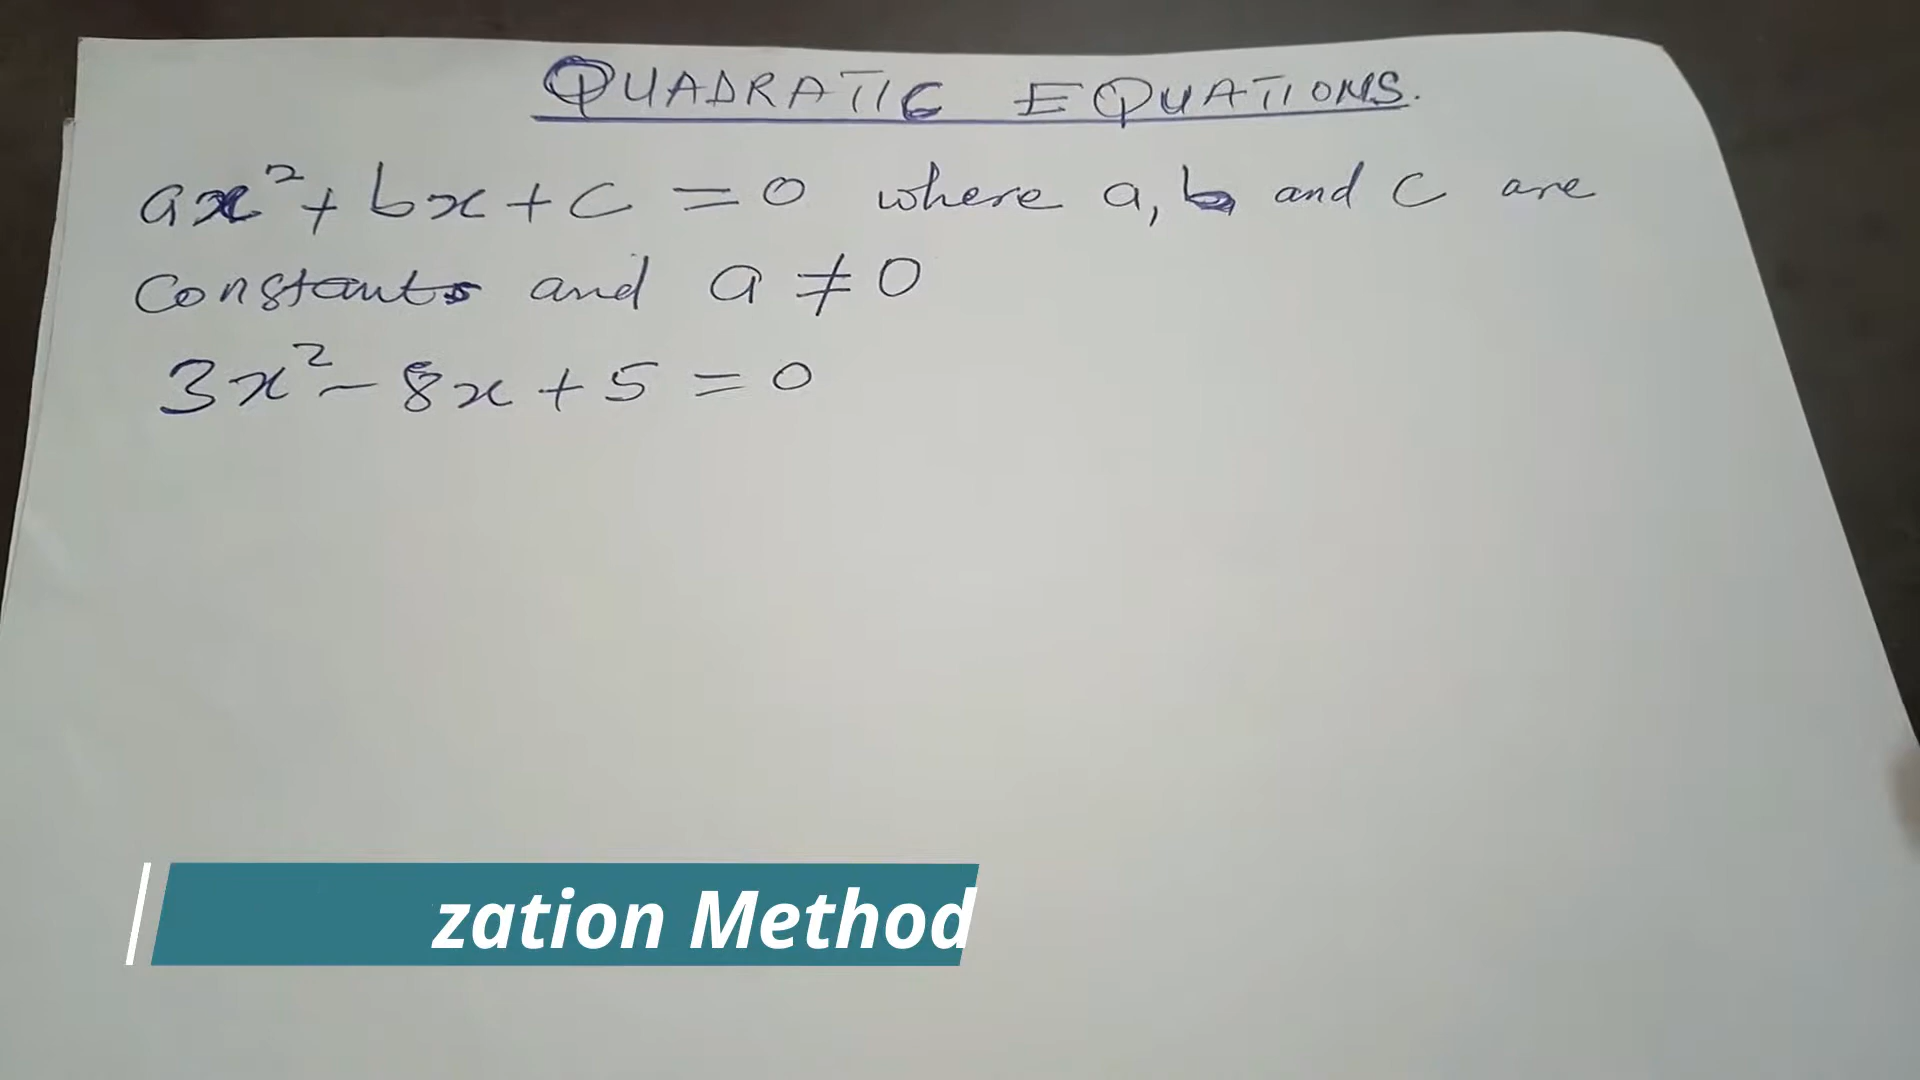 QUADRATIC EQUATIONS.
ax² + bx + c = 0 where a, b and c are
constants and a ≠ 0
3x² - 8x + 5 = 0
zation Method